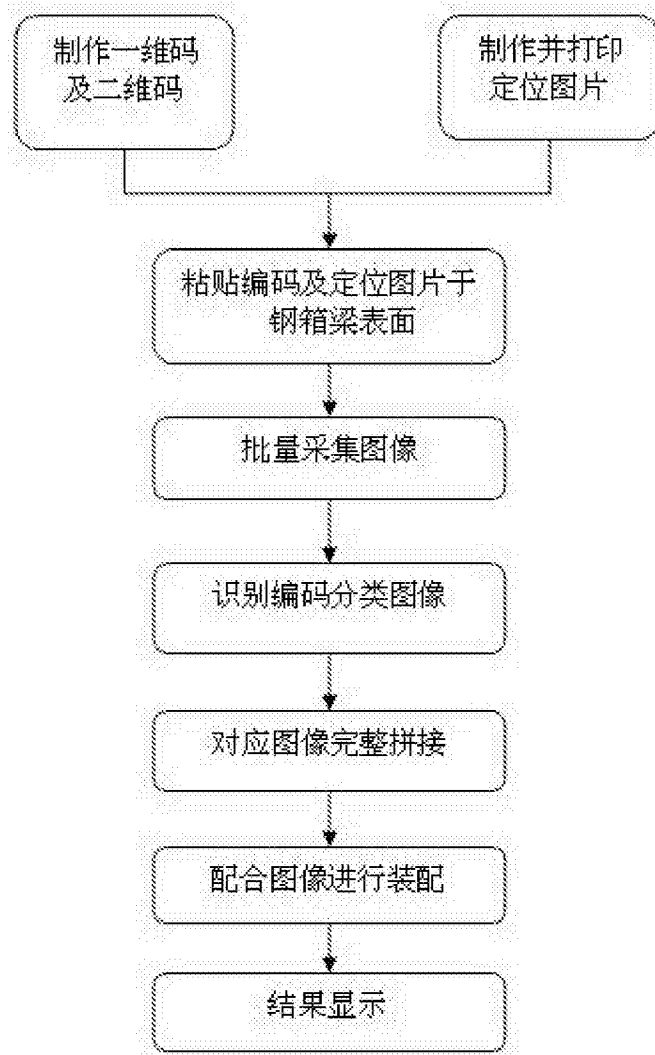 制作一维码
及二维码
制作并打印
定位图片
粘贴编码及定位图片于
钢箱梁表面
批量采集图像
识别编码分类图像
对应图像完整拼接
配合图像进行装配
结果显示